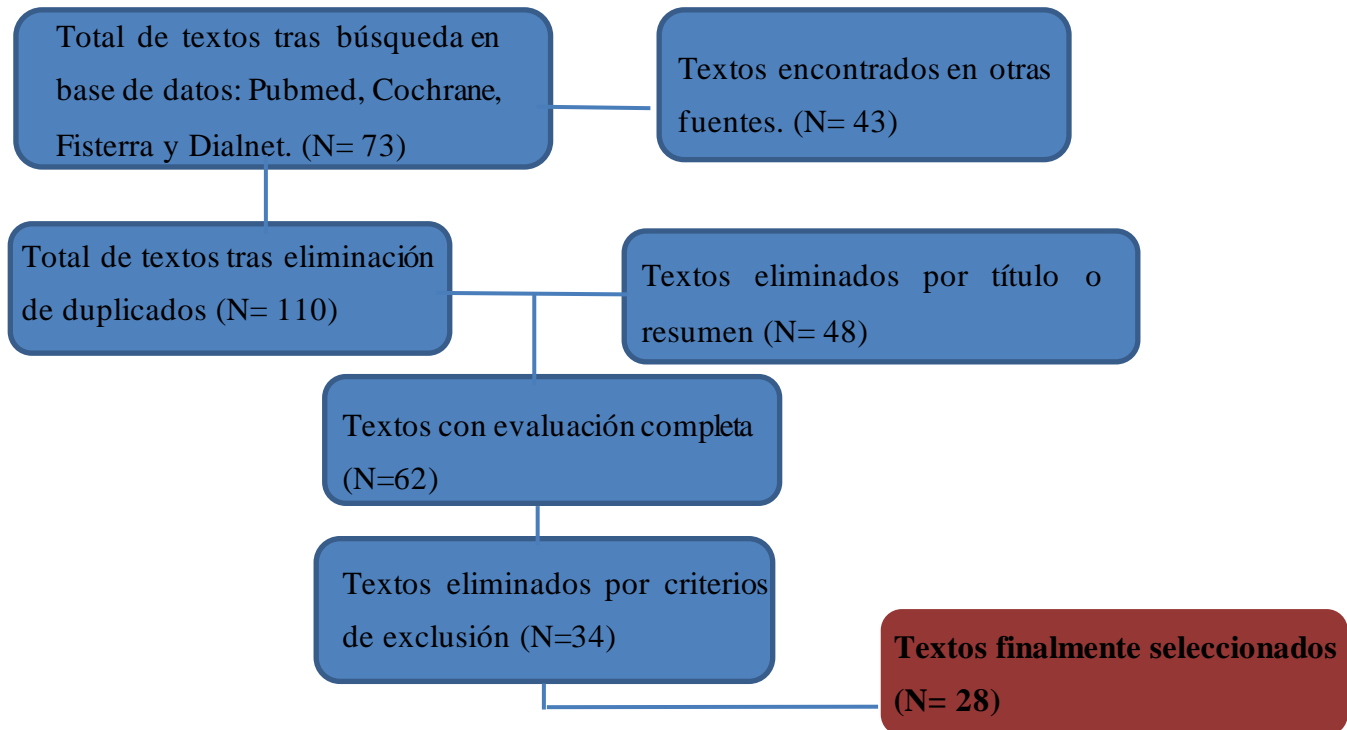 Total de textos tras búsqueda en
base de datos: Pubmed, Cochrane,
Fisterra y Dialnet. (N= 73)
Textos encontrados en otras
fuentes. (N= 43)
Total de textos tras eliminación
de duplicados (N= 110)
Textos eliminados por título o
resumen (N= 48)
Textos con evaluación completa
(N=62)
Textos eliminados por criterios
de exclusión (N=34)
Textos finalmente seleccionados
(N= 28)